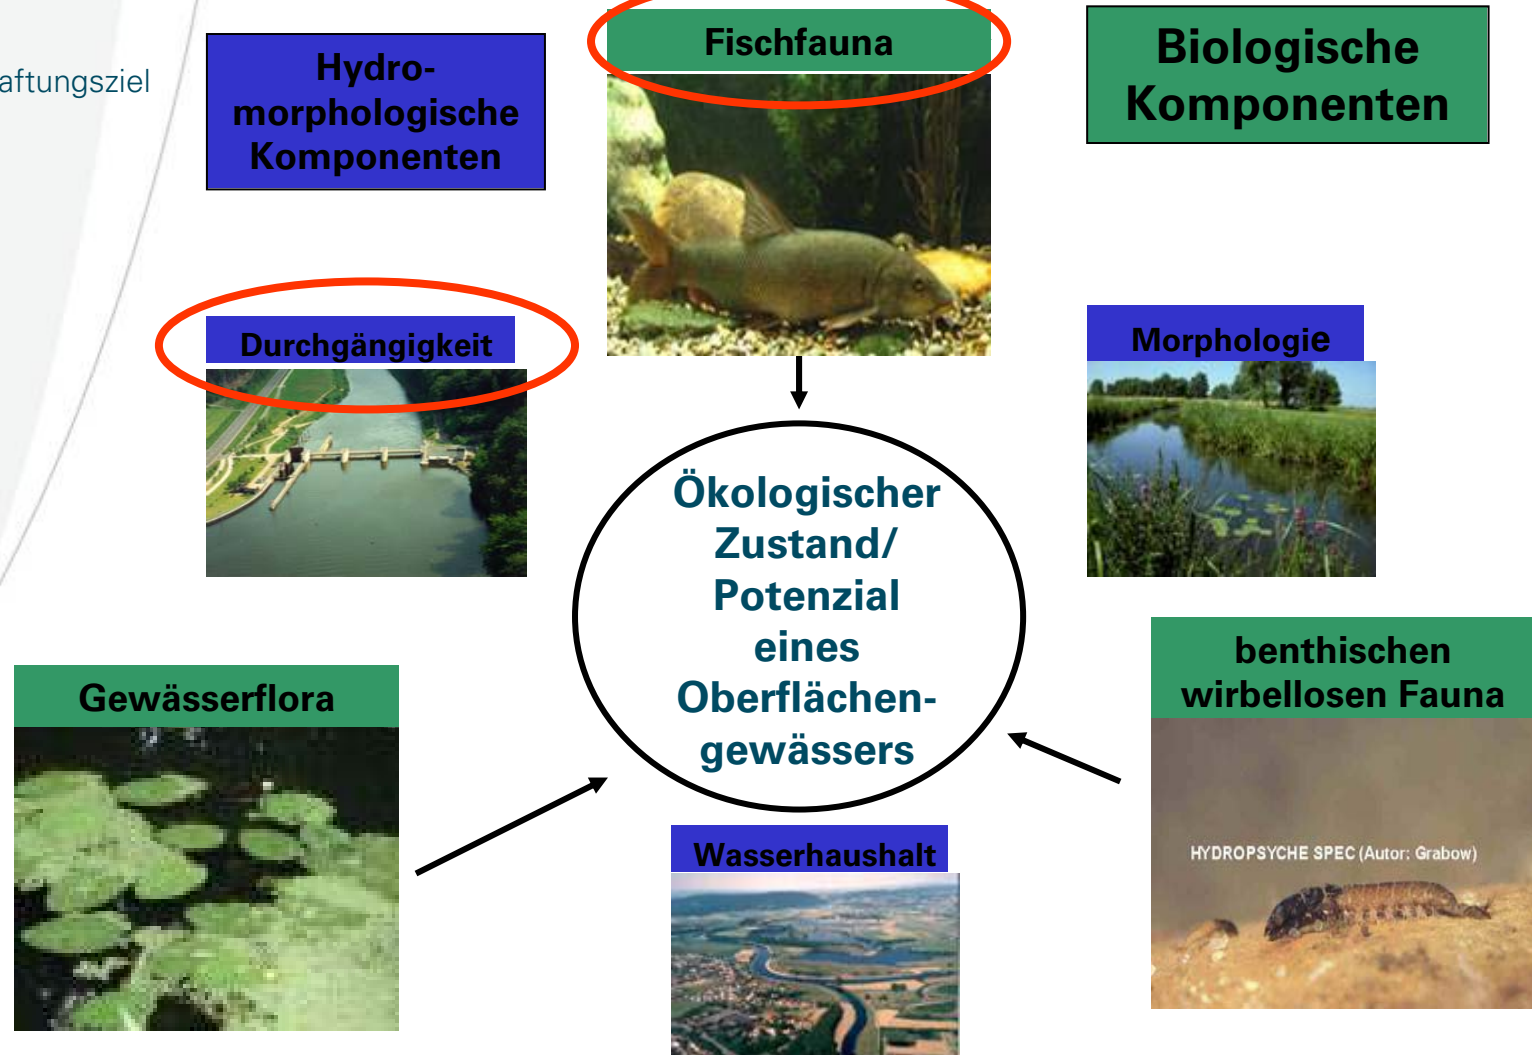 aftungsziel
Hydro-
morphologische
Komponenten
Fischfauna
Biologische
Komponenten
Durchgängigkeit
Morphologie
Ökologischer
Zustand/
Potenzial
eines
Oberflächen-
gewässers
Gewässerflora
benthischen
wirbellosen Fauna
HYDROPSYCHE SPEC (Autor: Grabow)
Wasserhaushalt